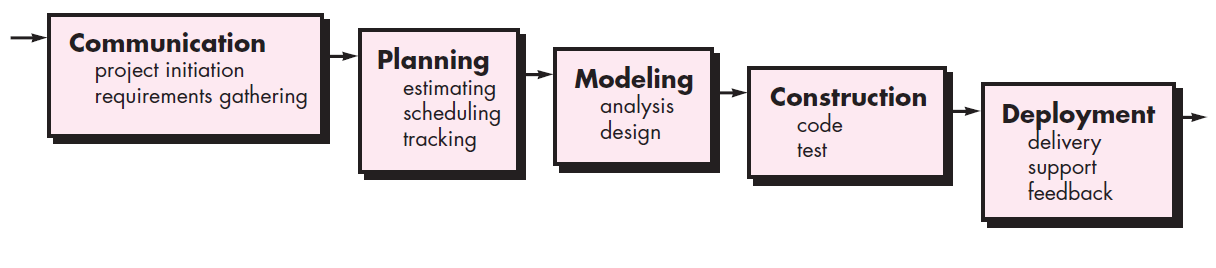 Communication
project initiation
requirements gathering
Planning
estimating
scheduling
tracking
Modeling
analysis
design
Construction
code
test
Deployment
delivery
support
feedback